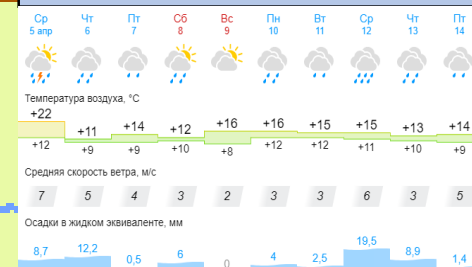 Ср Чт Пт Сб Вс Пн Вт Ср Чт Пт
5 апр 6 7 8 9 10 11 12 13 14
Температура воздуха, °C
+22 +11 +14 +12 +16 +16 +15 +15 +13 +14
+12 +9 +9 +10 +8 +12 +12 +11 +10 +9
Средняя скорость ветра, м/с
7 5 4 3 2 3 3 6 3 5
Осадки в жидком эквиваленте, мм
8,7 12,2 0,5 6 0 4 2,5 19,5 8,9 1,4